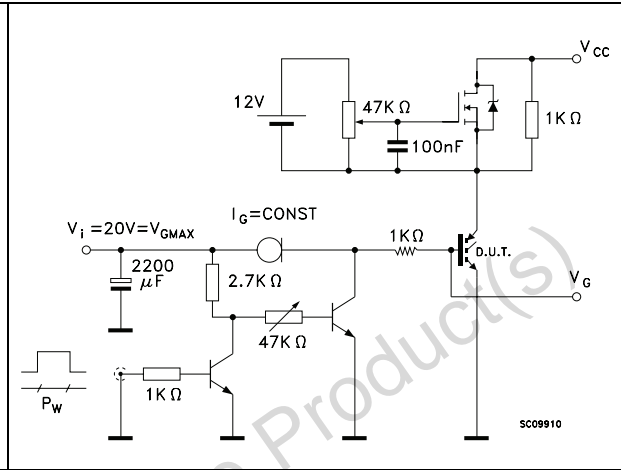 V_CC
12V
47KΩ
1KΩ
100nF
I_G=CONST
V_i=20V=V_GMAX
1KΩ
D.U.T.
2200
μF
2.7KΩ
V_G
47KΩ
1KΩ
P_W
SC09910
Product(s)